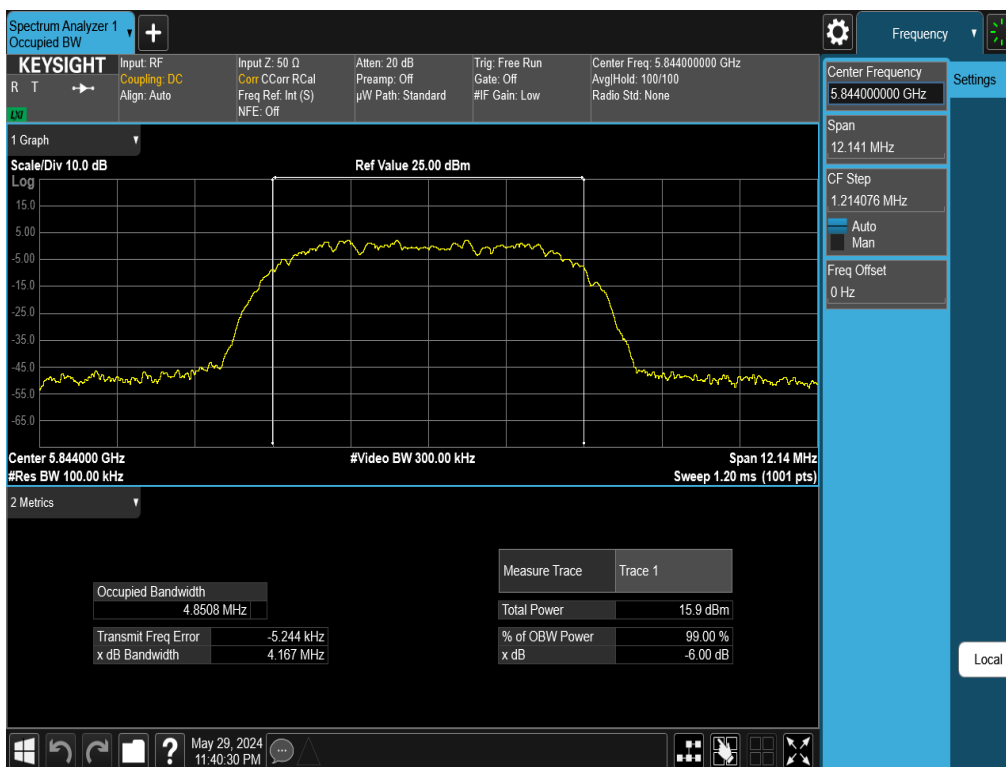 Spectrum Analyzer 1
Occupied BW
Frequency
KEYSIGHT
R T
LXI
Input: RF
Coupling: DC
Align: Auto
Input Z: 50 Ω
Corr CCorr RCal
Freq Ref: Int (S)
NFE: Off
Atten: 20 dB
Preamp: Off
µW Path: Standard
Trig: Free Run
Gate: Off
#IF Gain: Low
Center Freq: 5.844000000 GHz
Avg|Hold: 100/100
Radio Std: None
Center Frequency
5.844000000 GHz
Settings
Span
12.141 MHz
CF Step
1.214076 MHz
Auto
Man
Freq Offset
0 Hz
Local
1 Graph
Scale/Div 10.0 dB
Ref Value 25.00 dBm
Log
15.0
5.00
-5.00
-15.0
-25.0
-35.0
-45.0
-55.0
-65.0
Center 5.844000 GHz
#Video BW 300.00 kHz
Span 12.14 MHz
#Res BW 100.00 kHz
Sweep 1.20 ms (1001 pts)
2 Metrics
Occupied Bandwidth
4.8508 MHz
Transmit Freq Error -5.244 kHz
x dB Bandwidth 4.167 MHz
Measure Trace Trace 1
Total Power 15.9 dBm
% of OBW Power 99.00 %
x dB -6.00 dB
?
May 29, 2024
11:40:30 PM